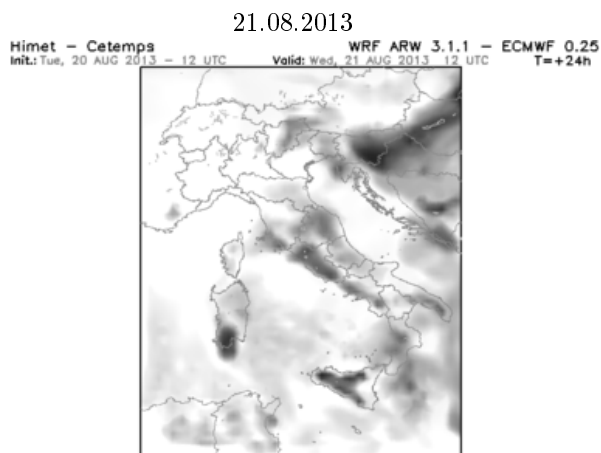 21.08.2013
Himet - Cetemps WRF ARW 3.1.1 - ECMWF 0.25
Init.: Tue, 20 AUG 2013 - 12 UTC Valid: Wed, 21 AUG 2013 12 UTC T=+24h